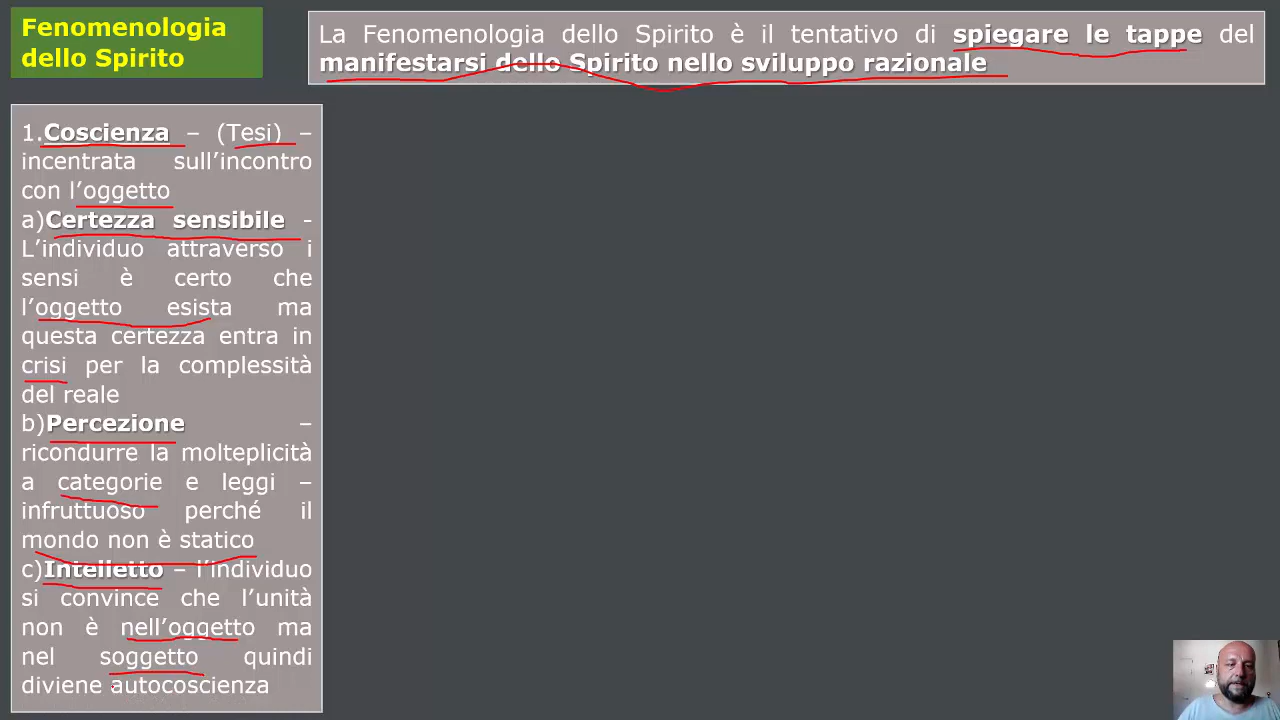 Fenomenologia
dello Spirito
La Fenomenologia dello Spirito è il tentativo di spiegare le tappe del
manifestarsi dello Spirito nello sviluppo razionale
1.Coscienza – (Tesi) –
incentrata sull’incontro
con l’oggetto
a)Certezza sensibile -
L’individuo attraverso i
sensi è certo che
l’oggetto esista ma
questa certezza entra in
crisi per la complessità
del reale
b)Percezione –
ricondurre la molteplicità
a categorie e leggi –
infruttuoso perché il
mondo non è statico
c)Intelletto – l’individuo
si convince che l’unità
non è nell’oggetto ma
nel soggetto quindi
diviene autocoscienza